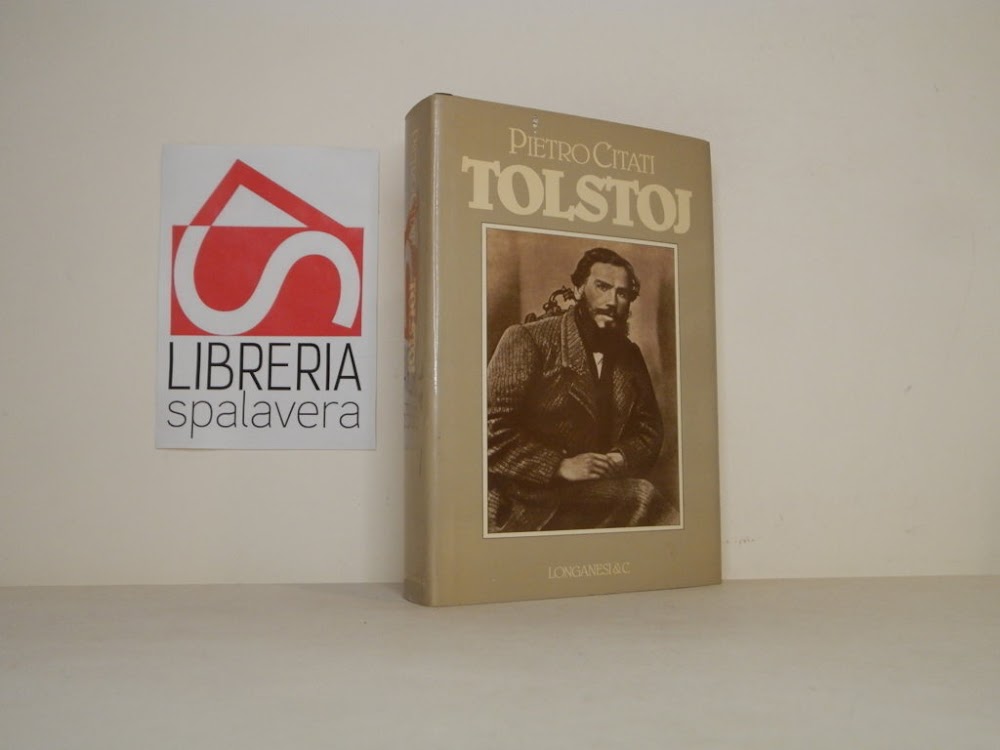 LIBRERIA
spalavera
PIETRO CITATI
TOLSTOJ
LONGANESI & C.